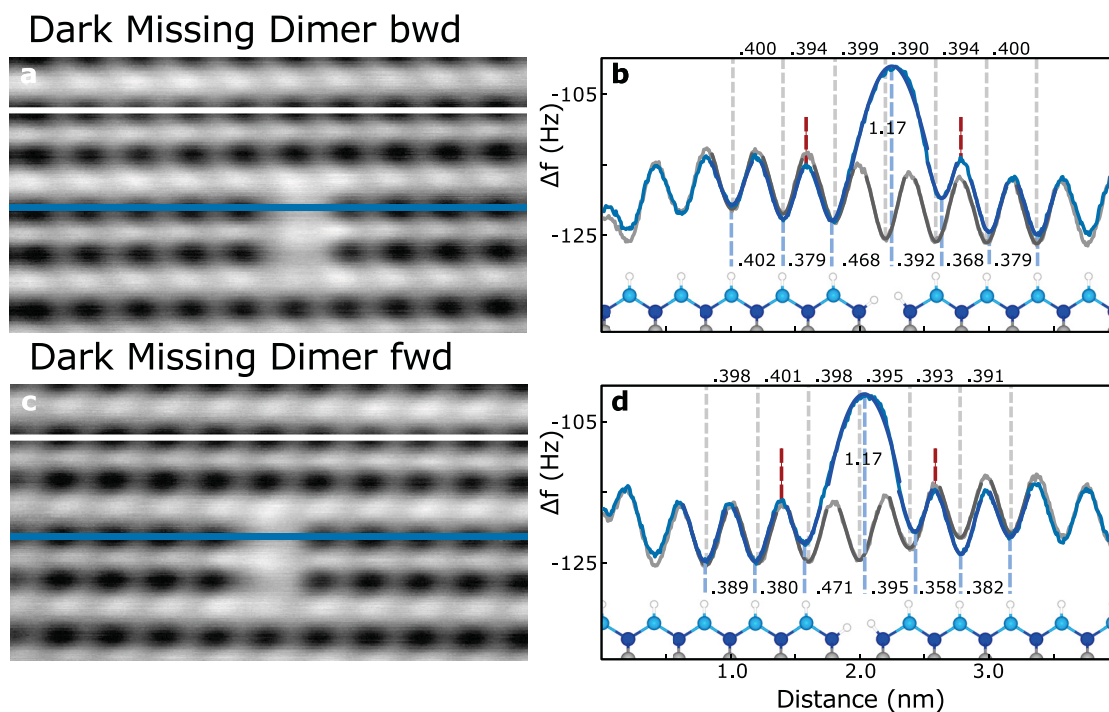 Dark Missing Dimer bwd
a
b
.400 .394 .399 .390 .394 .400
-105
1.17
Δf (Hz)
-125
.402 .379 .468 .392 .368 .379
Dark Missing Dimer fwd
c
d
.398 .401 .398 .395 .393 .391
-105
1.17
Δf (Hz)
-125
.389 .380 .471 .395 .358 .382
1.0 2.0 3.0
Distance (nm)